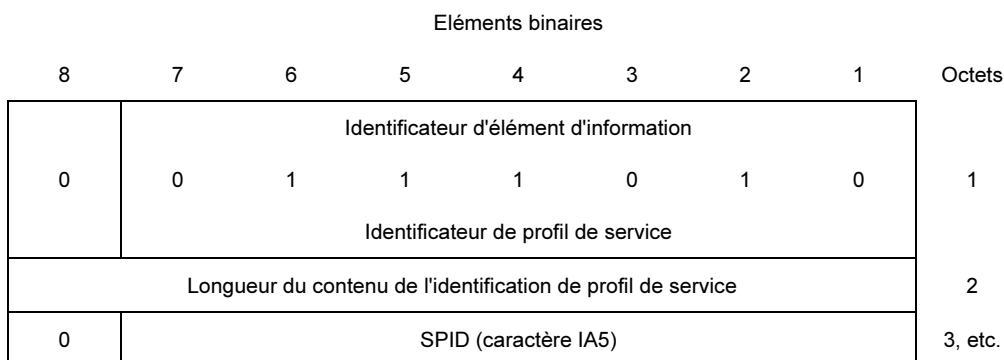 Eléments binaires
8 7 6 5 4 3 2 1 Octets
Identificateur d'élément d'information
0 0 1 1 1 0 1 0 1
Identificateur de profil de service
Longueur du contenu de l'identification de profil de service 2
0 SPID (caractère IA5) 3, etc.